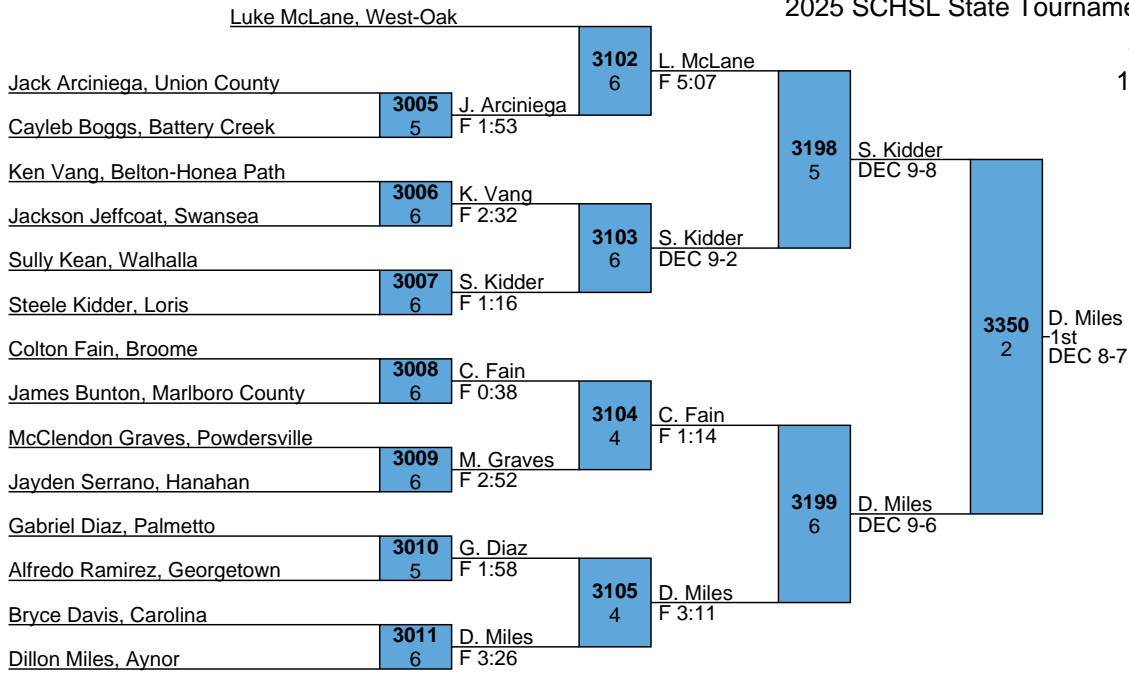 2025 SCHSL State Tourname
1
Luke McLane, West-Oak
3102
6
L. McLane
F 5:07
Jack Arciniega, Union County
3005
5
J. Arciniega
F 1:53
Cayleb Boggs, Battery Creek
3198
5
S. Kidder
DEC 9-8
Ken Vang, Belton-Honea Path
3006
6
K. Vang
F 2:32
Jackson Jeffcoat, Swansea
3103
6
S. Kidder
DEC 9-2
Sully Kean, Walhalla
3007
6
S. Kidder
F 1:16
Steele Kidder, Loris
3350
2
D. Miles
1st
DEC 8-7
Colton Fain, Broome
3008
6
C. Fain
F 0:38
James Bunton, Marlboro County
3104
4
C. Fain
F 1:14
McClendon Graves, Powdersville
3009
6
M. Graves
F 2:52
Jayden Serrano, Hanahan
3199
6
D. Miles
DEC 9-6
Gabriel Diaz, Palmetto
3010
5
G. Diaz
F 1:58
Alfredo Ramirez, Georgetown
3105
4
D. Miles
F 3:11
Bryce Davis, Carolina
3011
6
D. Miles
F 3:26
Dillon Miles, Aynor